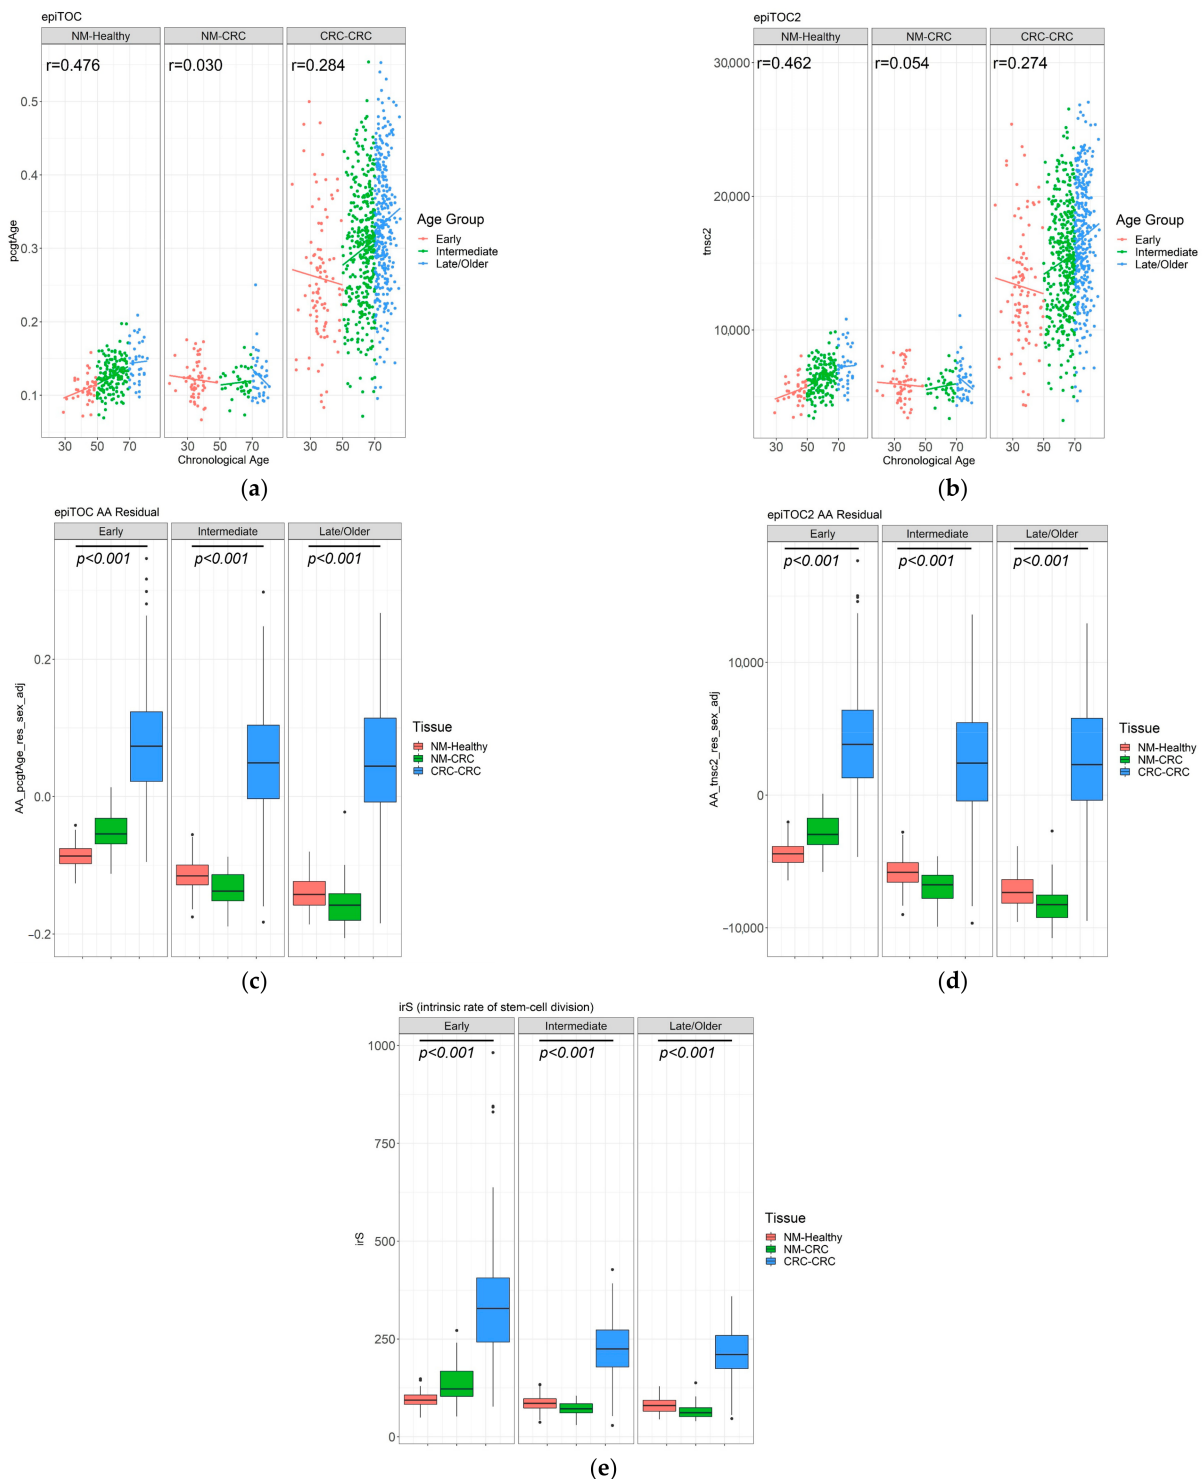 epiTOC
NM-Healthy NM-CRC CRC-CRC
r=0.476 r=0.030 r=0.284
0.5
0.4
0.3
0.2
0.1
pcgtAge
30 50 70 30 50 70 30 50 70
Chronological Age
Age Group
Early
Intermediate
Late/Older
(a)
epiTOC2
NM-Healthy NM-CRC CRC-CRC
r=0.462 r=0.054 r=0.274
30,000
20,000
10,000
tnsc2
30 50 70 30 50 70 30 50 70
Chronological Age
Age Group
Early
Intermediate
Late/Older
(b)
epiTOC AA Residual
Early Intermediate Late/Older
p<0.001 p<0.001 p<0.001
0.2
0.0
−0.2
AA_pcgtAge_res_sex_adj
Tissue
NM-Healthy
NM-CRC
CRC-CRC
(c)
epiTOC2 AA Residual
Early Intermediate Late/Older
p<0.001 p<0.001 p<0.001
10,000
0
−10,000
AA_tnsc2_res_sex_adj
Tissue
NM-Healthy
NM-CRC
CRC-CRC
(d)
irS (intrinsic rate of stem-cell division)
Early Intermediate Late/Older
p<0.001 p<0.001 p<0.001
1000
750
500
250
0
irS
Tissue
NM-Healthy
NM-CRC
CRC-CRC
(e)